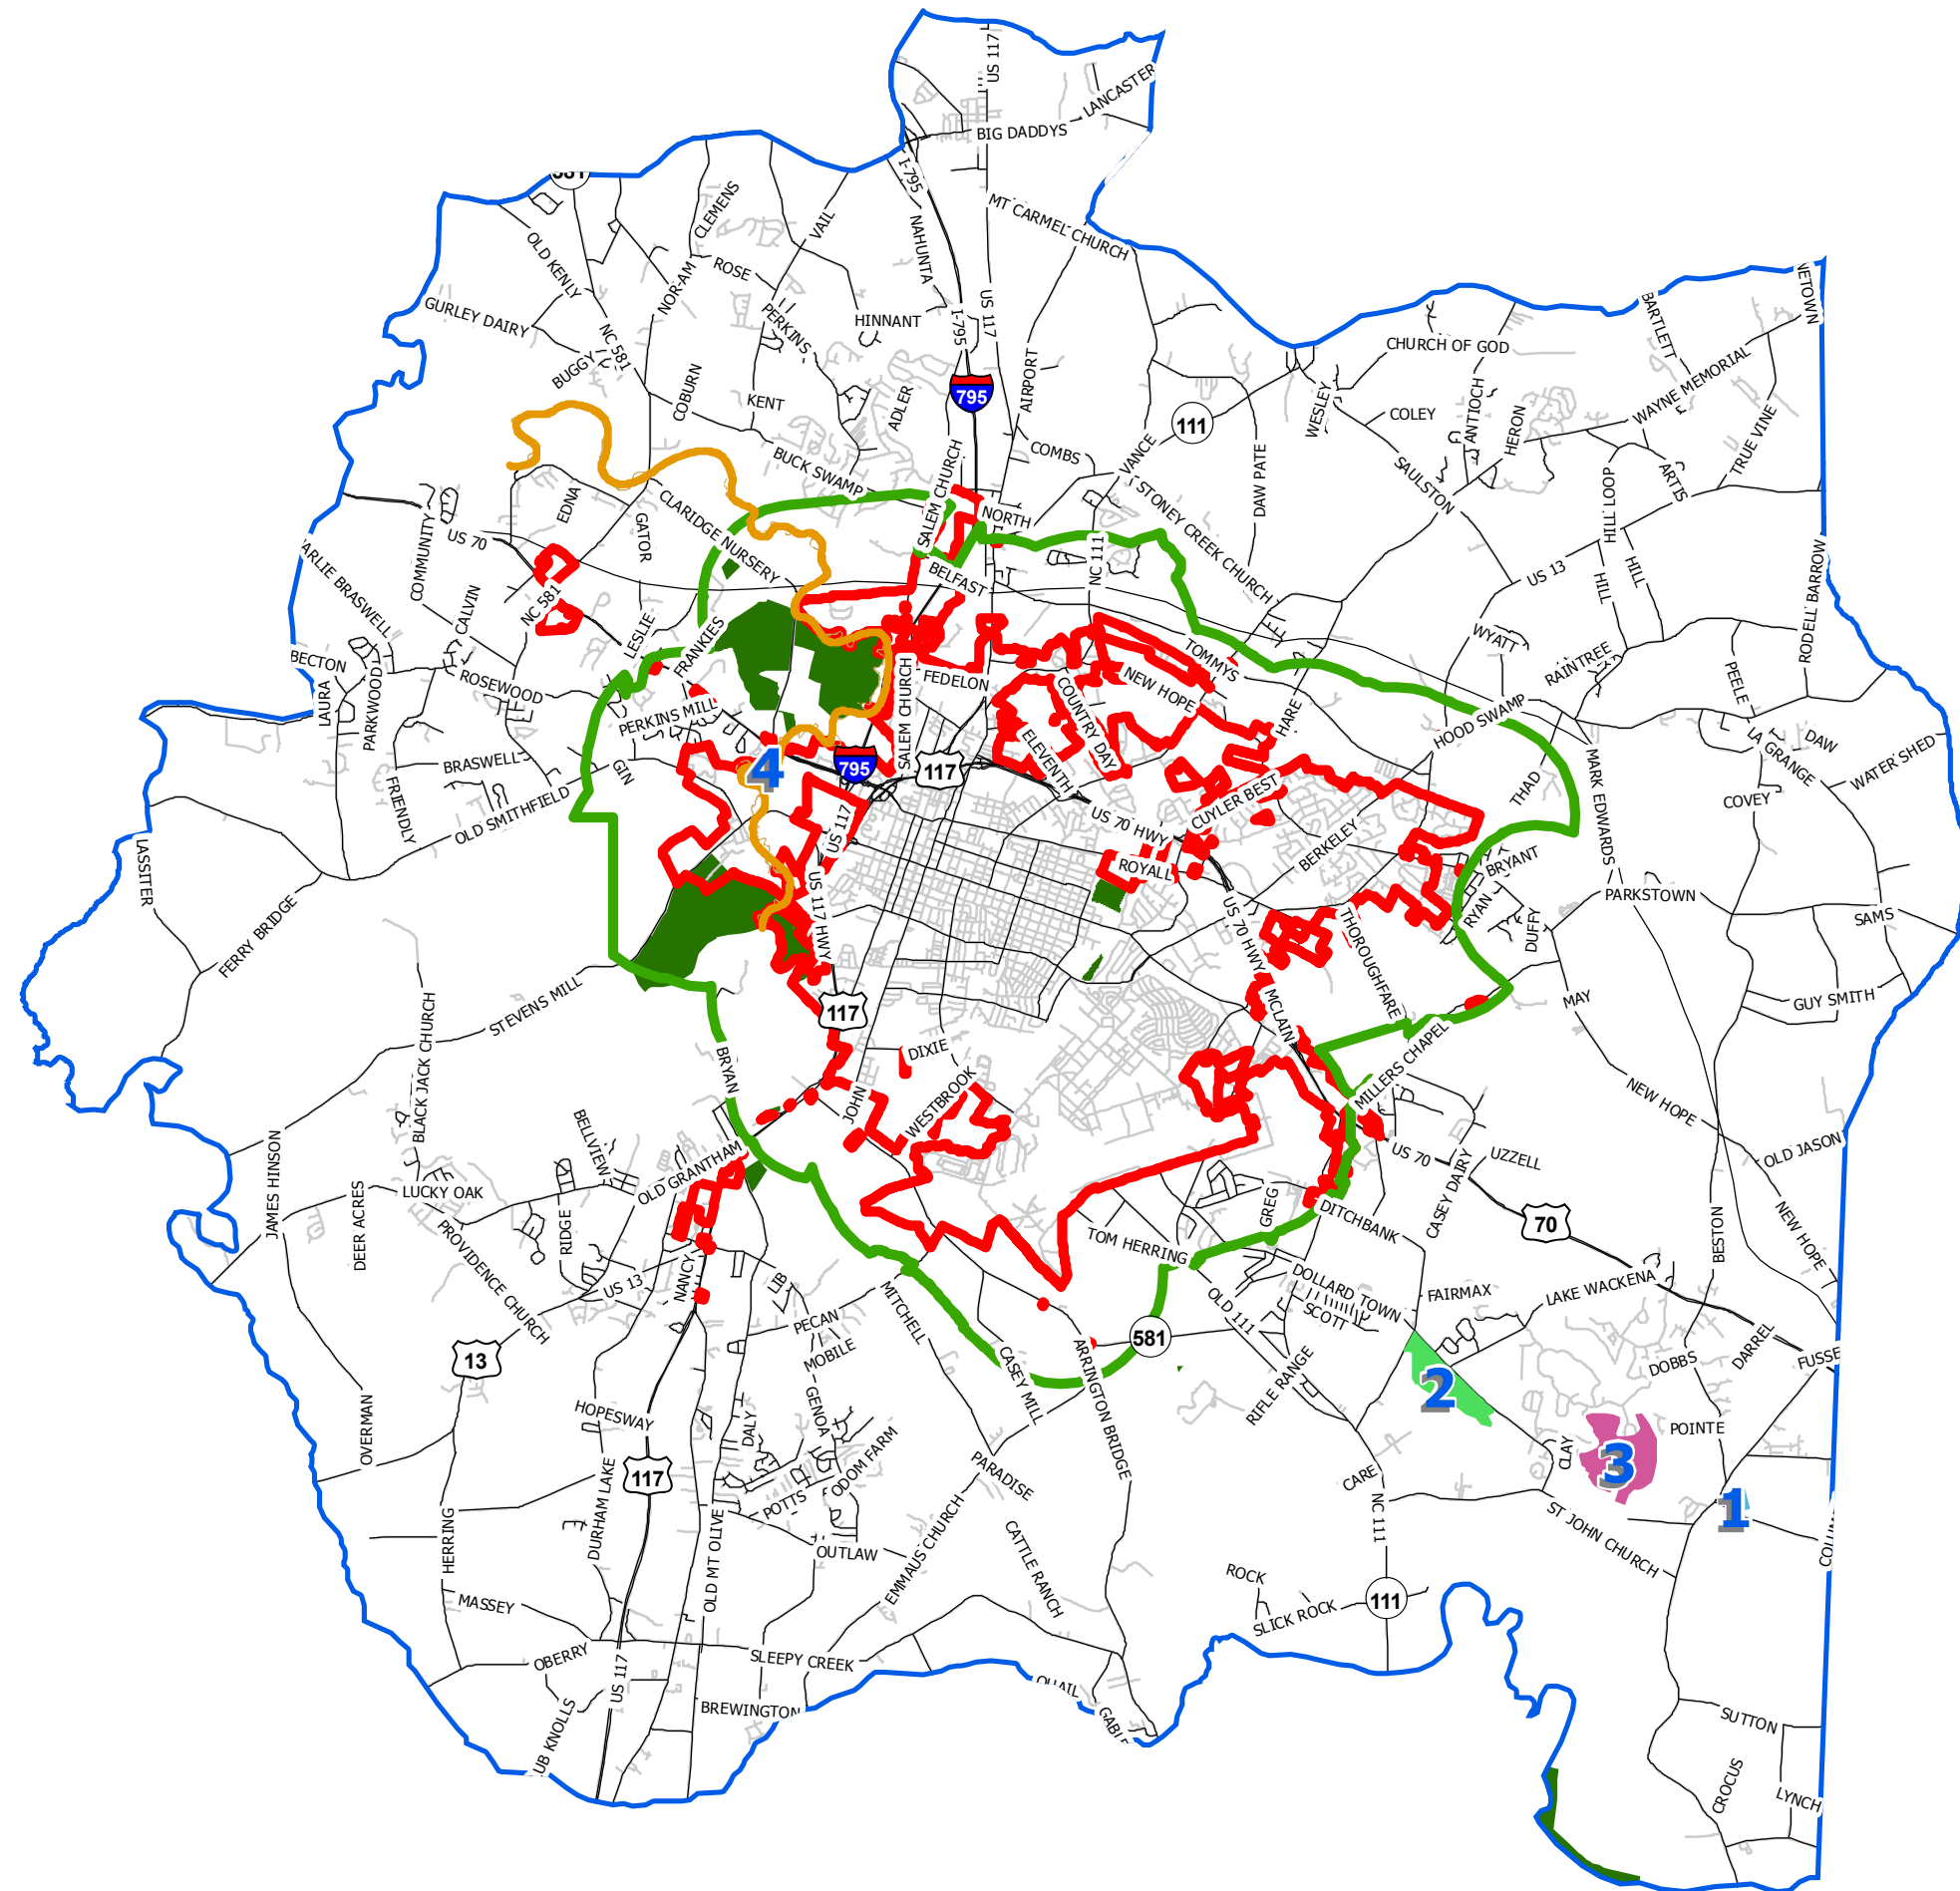 US 117
LANCASTER
BIG DADDYS
I-795
581
CLEMENS
VAIL
NAHUNTA
MT CARMEL CHURCH
OLD KENLY
NOR-AM
ROSE
GURLEY DAIRY
NC 581
PERKINS
HINNANT
I-795
US 117
BARTLETT
CHURCH OF GOD
BUGGY
COBURN
KENT
ADLER
795
AIRPORT
WESLEY
COLEY
ANTIOCH
HERON
WAYNE MEMORIAL
111
TRUE VINE
BUCK SWAMP
SALEM CHURCH
COMBS
VANCE
DAW PATE
SAULSTON
POOLT HILL
ARTIS
EDNA
CLARIDGE NURSERY
NORTH
STONEY CREEK CHURCH
COMMUNITY
US 70
GATOR
NC 111
BELFAST
US 13
HILL
HILL
RODELL BARROW
CALVIN
NC 581
LESLIE
FRANKIES
WYATT
RAINTREE
BECTON
LAURA
PARKWOOD
ROSEWOOD
SALEM CHURCH
FEDELON
COUNTRY DAY
NEW HOPE
TOMMYS
HARE
PEELE
PERKINS MILL
HOOD SWAMP
LA GRANGE
DAW
WATER SHED
BRASWELL
GIN
4
795
117
ELEVENTH
CUYLER BEST
THAD
MARK EDWARDS
COVEY
FRIENDLY
OLD SMITHFIELD
US 117
US 70 HWY
BERKELEY
LASSITER
FERRY BRIDGE
US 117 HWY
ROYALL
US 70 HWY
BRYANT
RYAN
DUFFY
PARKSTOWN
SAMS
THOROUGHFARE
STEVENS MILL
BLACK JACK CHURCH
117
MCLAIN
MAY
GUY SMITH
BRYAN
DIXIE
JOHN
WESTBROOK
MILLERS CHAPEL
NEW HOPE
BELLVIEW
OLD GRANTHAM
US 70
UZZELL
OLD JASON
JAMES HINSON
DEER ACRES
LUCKY OAK
RIDGE
PROVIDENCE CHURCH
GREG
DITCHBANK
CASEY DAIRY
70
BESTON
NEW HOPE
TOM HERRING
US 13
NANCY
LIB
MITCHELL
OLD 111
DOLLARD TOWN
SCOTT
FAIRMAX
LAKE WACKENA
PECAN
MOBILE
581
13
CASEY MILL
ARRINGTON BRIDGE
RIFLE RANGE
DOBBS
DARREL
2
OVERMAN
HOPESWAY
DALY
GENOA
ODOM FARM
PARADISE
POINTE
CLAY
3
117
POTTS
CARE
NC 111
1
HERRING
DURHAM LAKE
OLD MT OLIVE
OUTLAW
EMMAUS CHURCH
CATTLE RANCH
ST JOHN CHURCH
MASSEY
ROCK
SLICK ROCK
111
OBERRY
US 117
SLEEPY CREEK
BREWINGTON
SUTTON
CROCUS
LYNCH